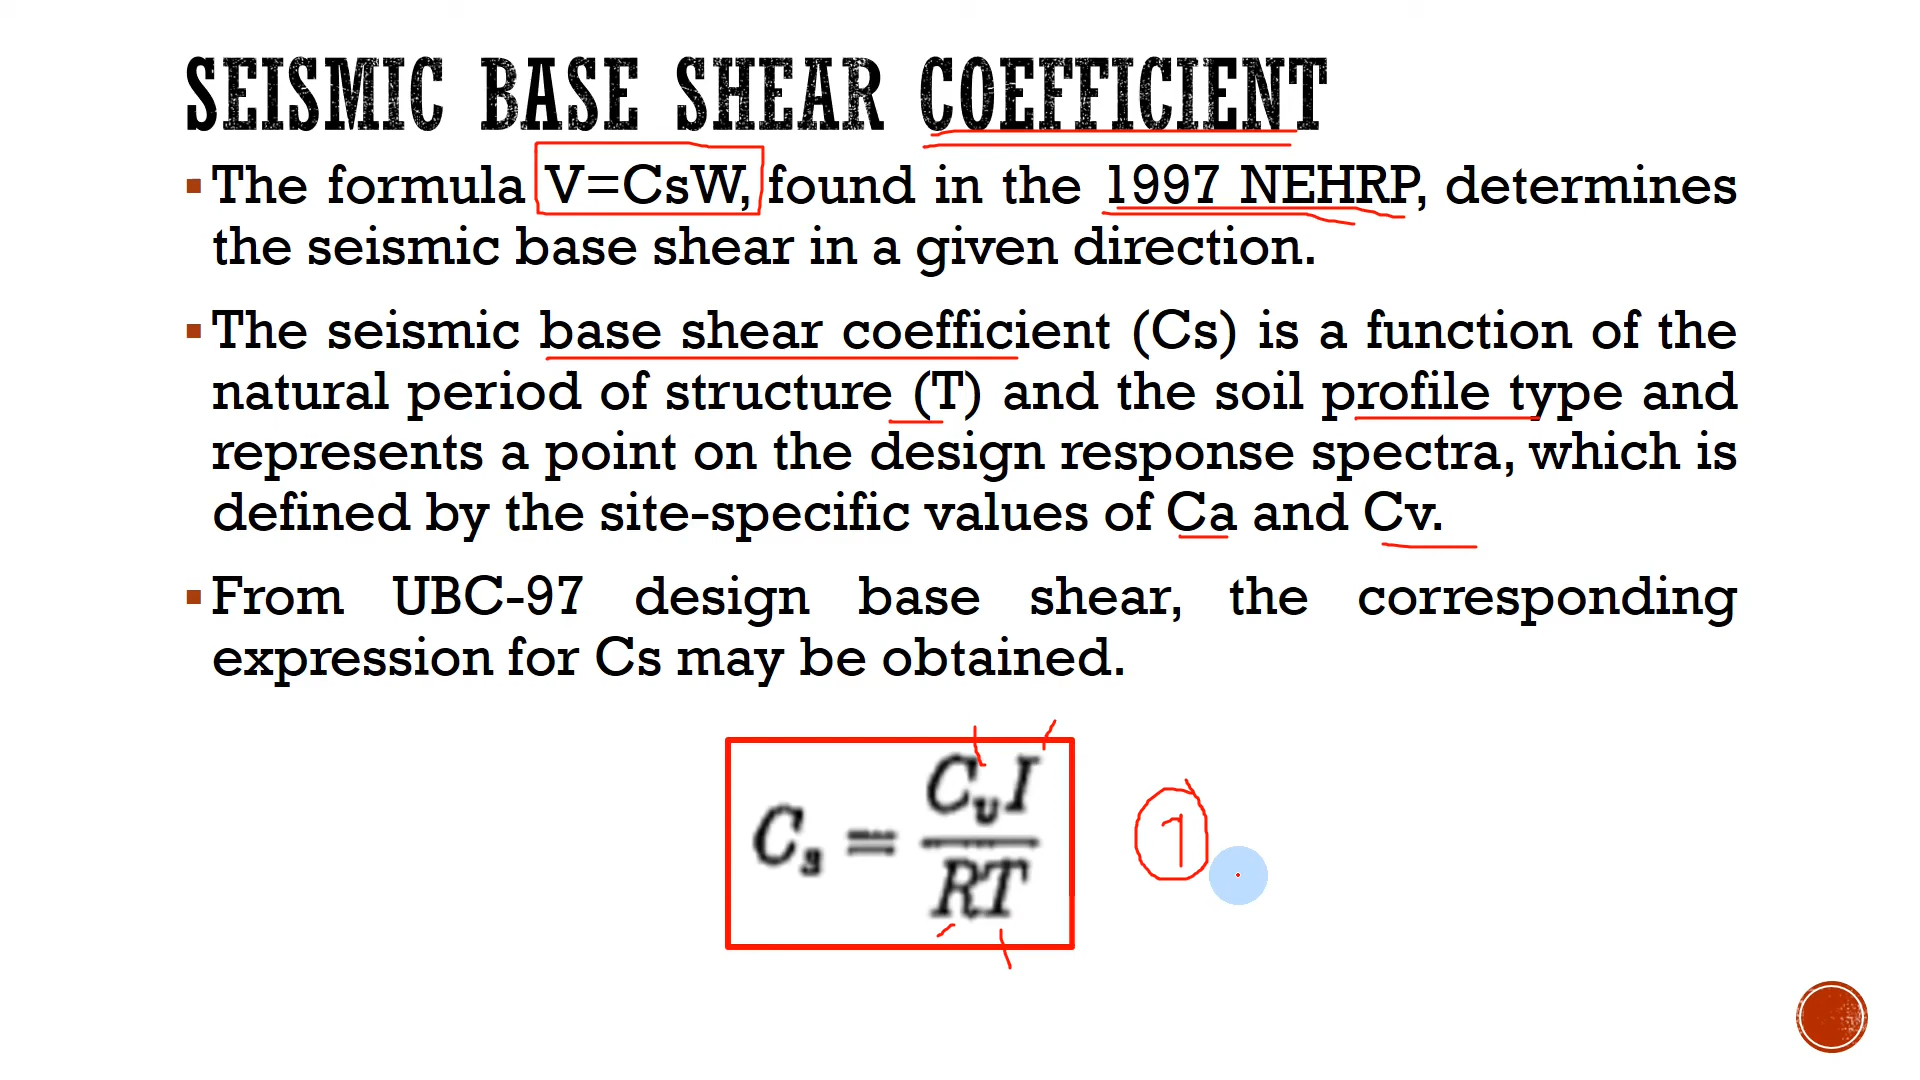 SEISMIC BASE SHEAR COEFFICIENT
▪ The formula V=CsW, found in the 1997 NEHRP, determines
the seismic base shear in a given direction.
▪ The seismic base shear coefficient (Cs) is a function of the
natural period of structure (T) and the soil profile type and
represents a point on the design response spectra, which is
defined by the site-specific values of Ca and Cv.
▪ From UBC-97 design base shear, the corresponding
expression for Cs may be obtained.
C_s = C_v I / RT
1